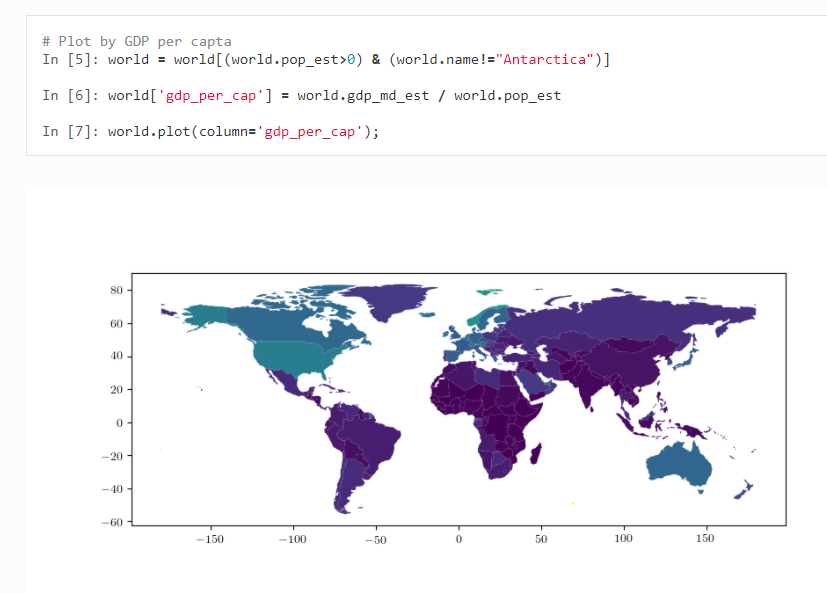 # Plot by GDP per capta
In [5]: world = world[(world.pop_est>0) & (world.name!="Antarctica")]
In [6]: world['gdp_per_cap'] = world.gdp_md_est / world.pop_est
In [7]: world.plot(column='gdp_per_cap');
80
60
40
20
0
−20
−40
−60
−150 −100 −50 0 50 100 150